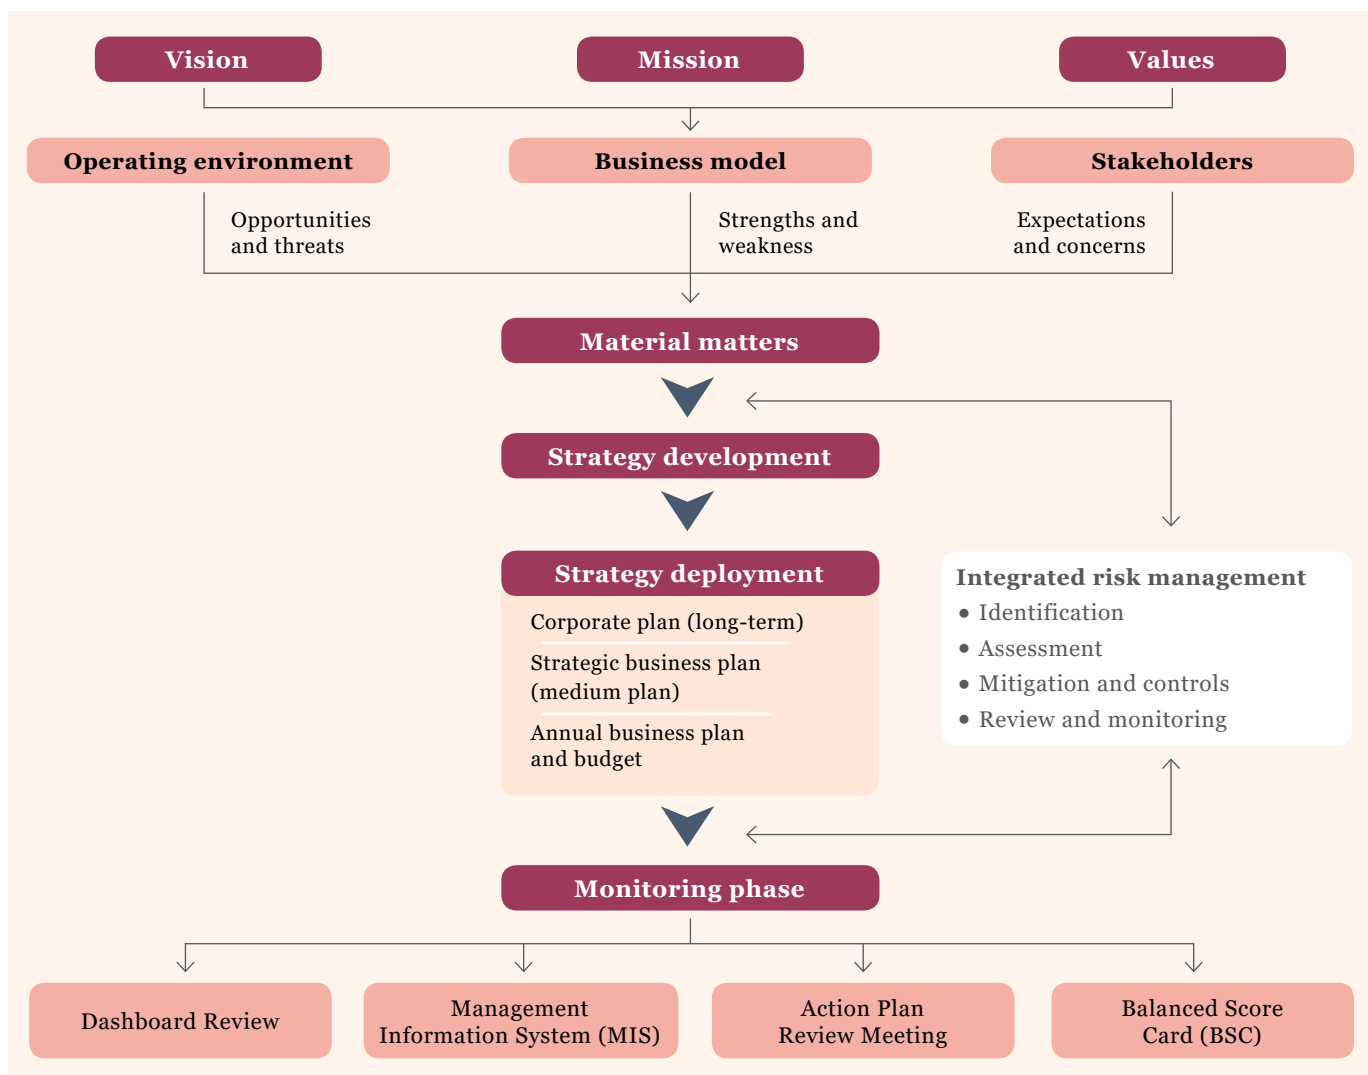 Vision
Mission
Values
Operating environment
Business model
Stakeholders
Opportunities
and threats
Strengths and
weakness
Expectations
and concerns
Material matters
Strategy development
Strategy deployment
Corporate plan (long-term)
Strategic business plan
(medium plan)
Annual business plan
and budget
Integrated risk management
• Identification
• Assessment
• Mitigation and controls
• Review and monitoring
Monitoring phase
Dashboard Review
Management
Information System (MIS)
Action Plan
Review Meeting
Balanced Score
Card (BSC)